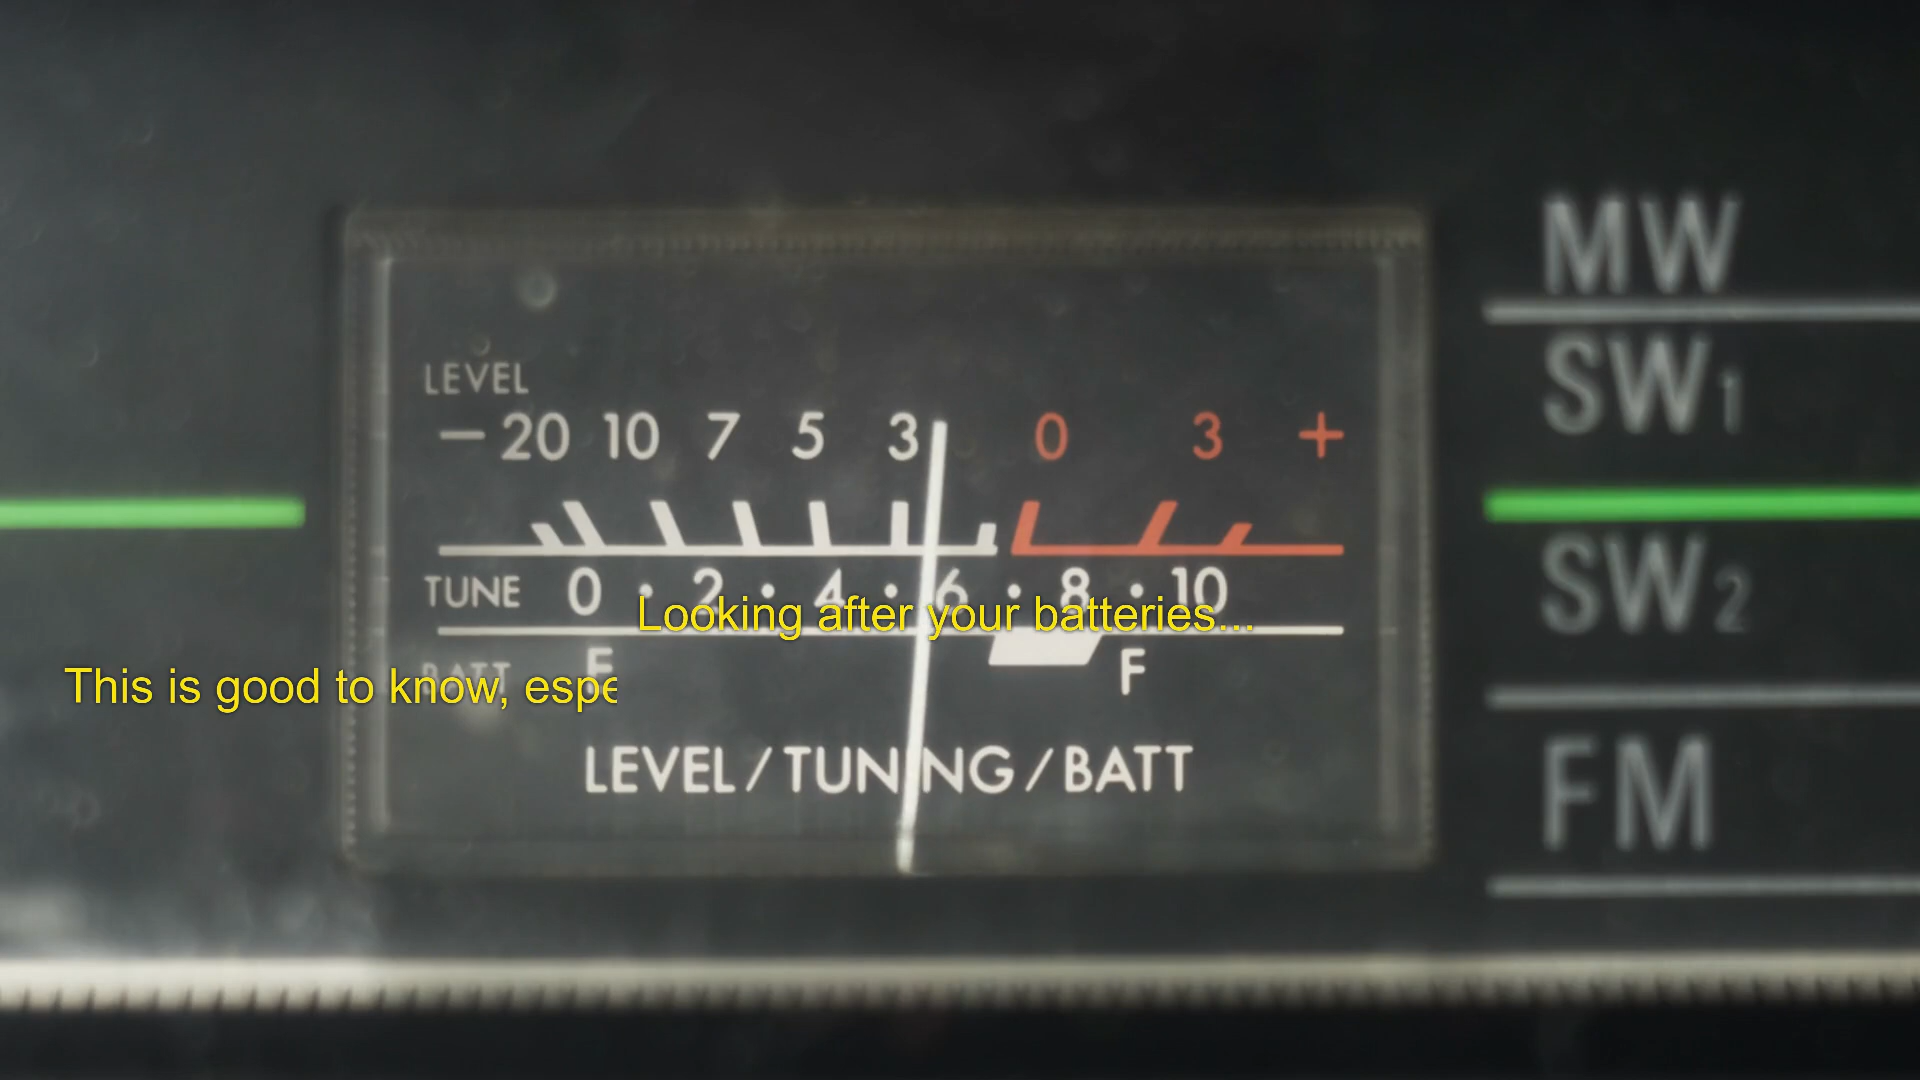 LEVEL
− 20 10 7 5 3 0 3 +
TUNE 0 · 2 · 4 · 6 · 8 · 10
Looking after your batteries...
BATT E F
This is good to know, espe
LEVEL/TUNING/BATT
MW
SW1
SW2
FM